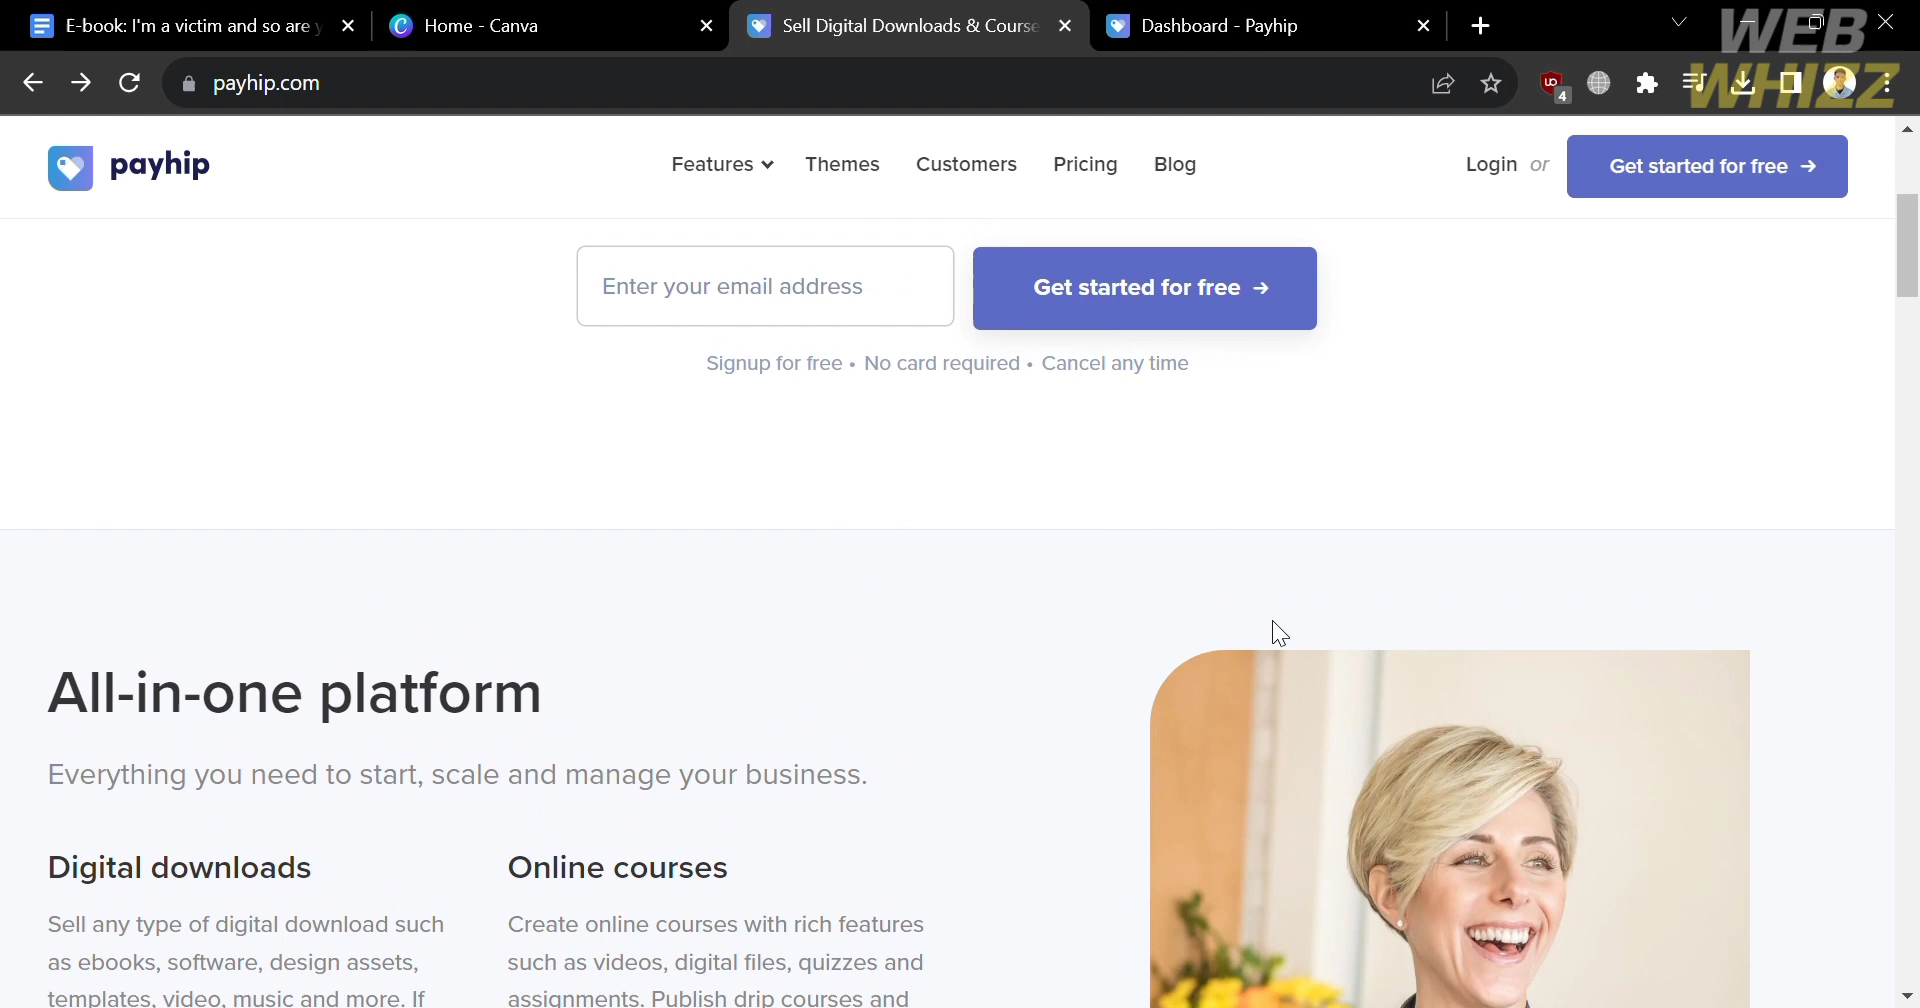 E-book: I'm a victim and so are y
Home - Canva
Sell Digital Downloads & Course
Dashboard - Payhip
WEB
WHIZZ
payhip.com
4
payhip
Features
Themes
Customers
Pricing
Blog
Login or
Get started for free →
Enter your email address
Get started for free →
Signup for free • No card required • Cancel any time
All-in-one platform
Everything you need to start, scale and manage your business.
Digital downloads
Sell any type of digital download such
as ebooks, software, design assets,
templates, video, music and more. If
Online courses
Create online courses with rich features
such as videos, digital files, quizzes and
assignments. Publish drip courses and